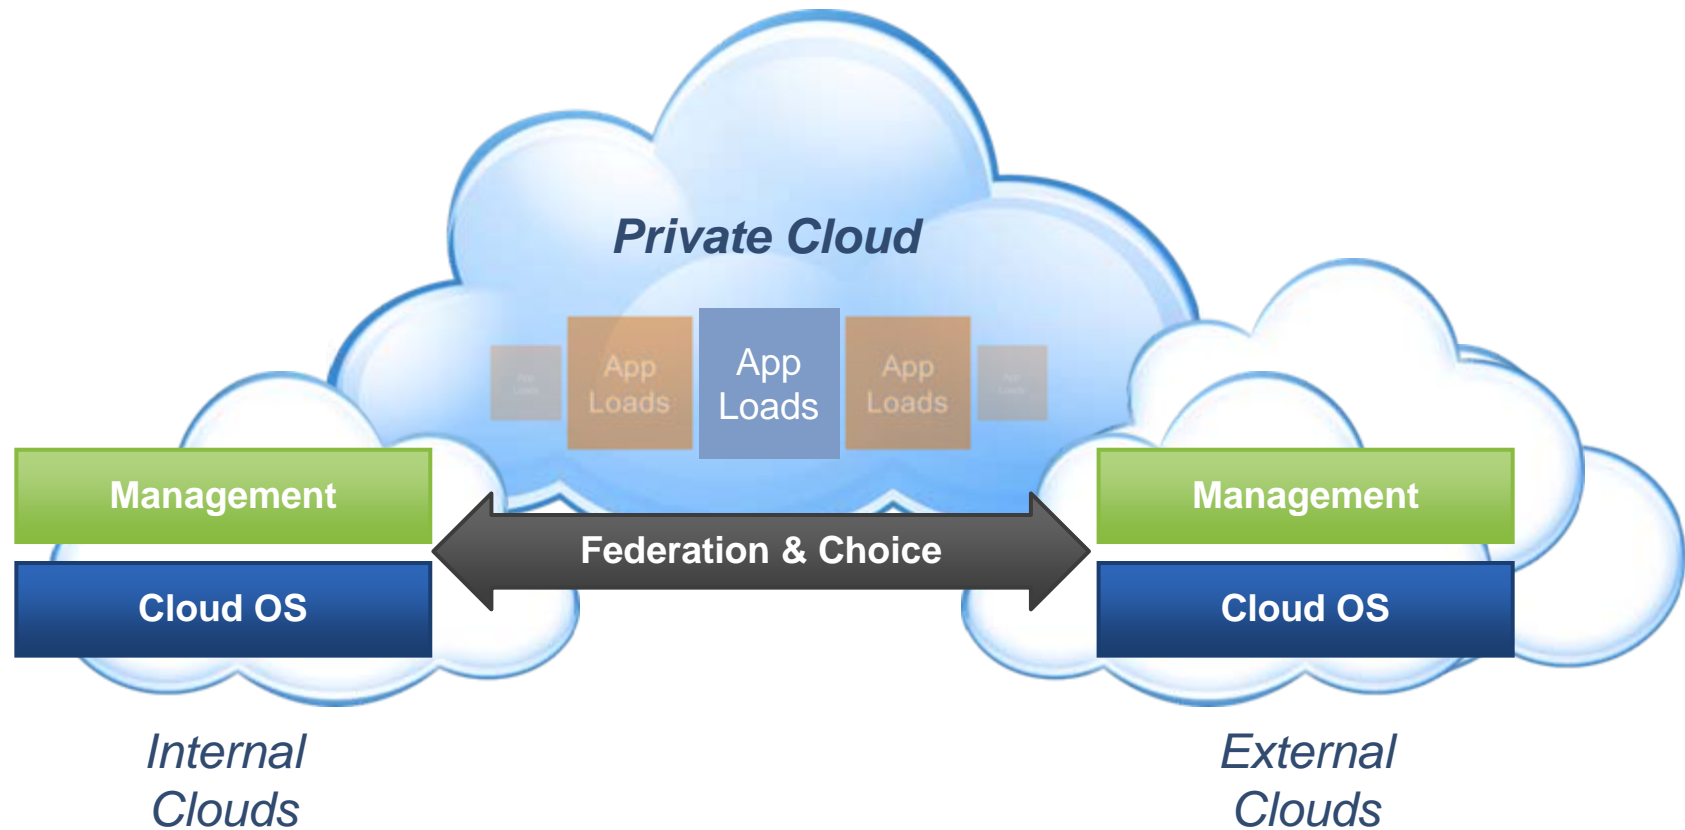 Private Cloud
App
Loads
App
Loads
App
Loads
Management
Management
Federation & Choice
Cloud OS
Cloud OS
Internal
Clouds
External
Clouds